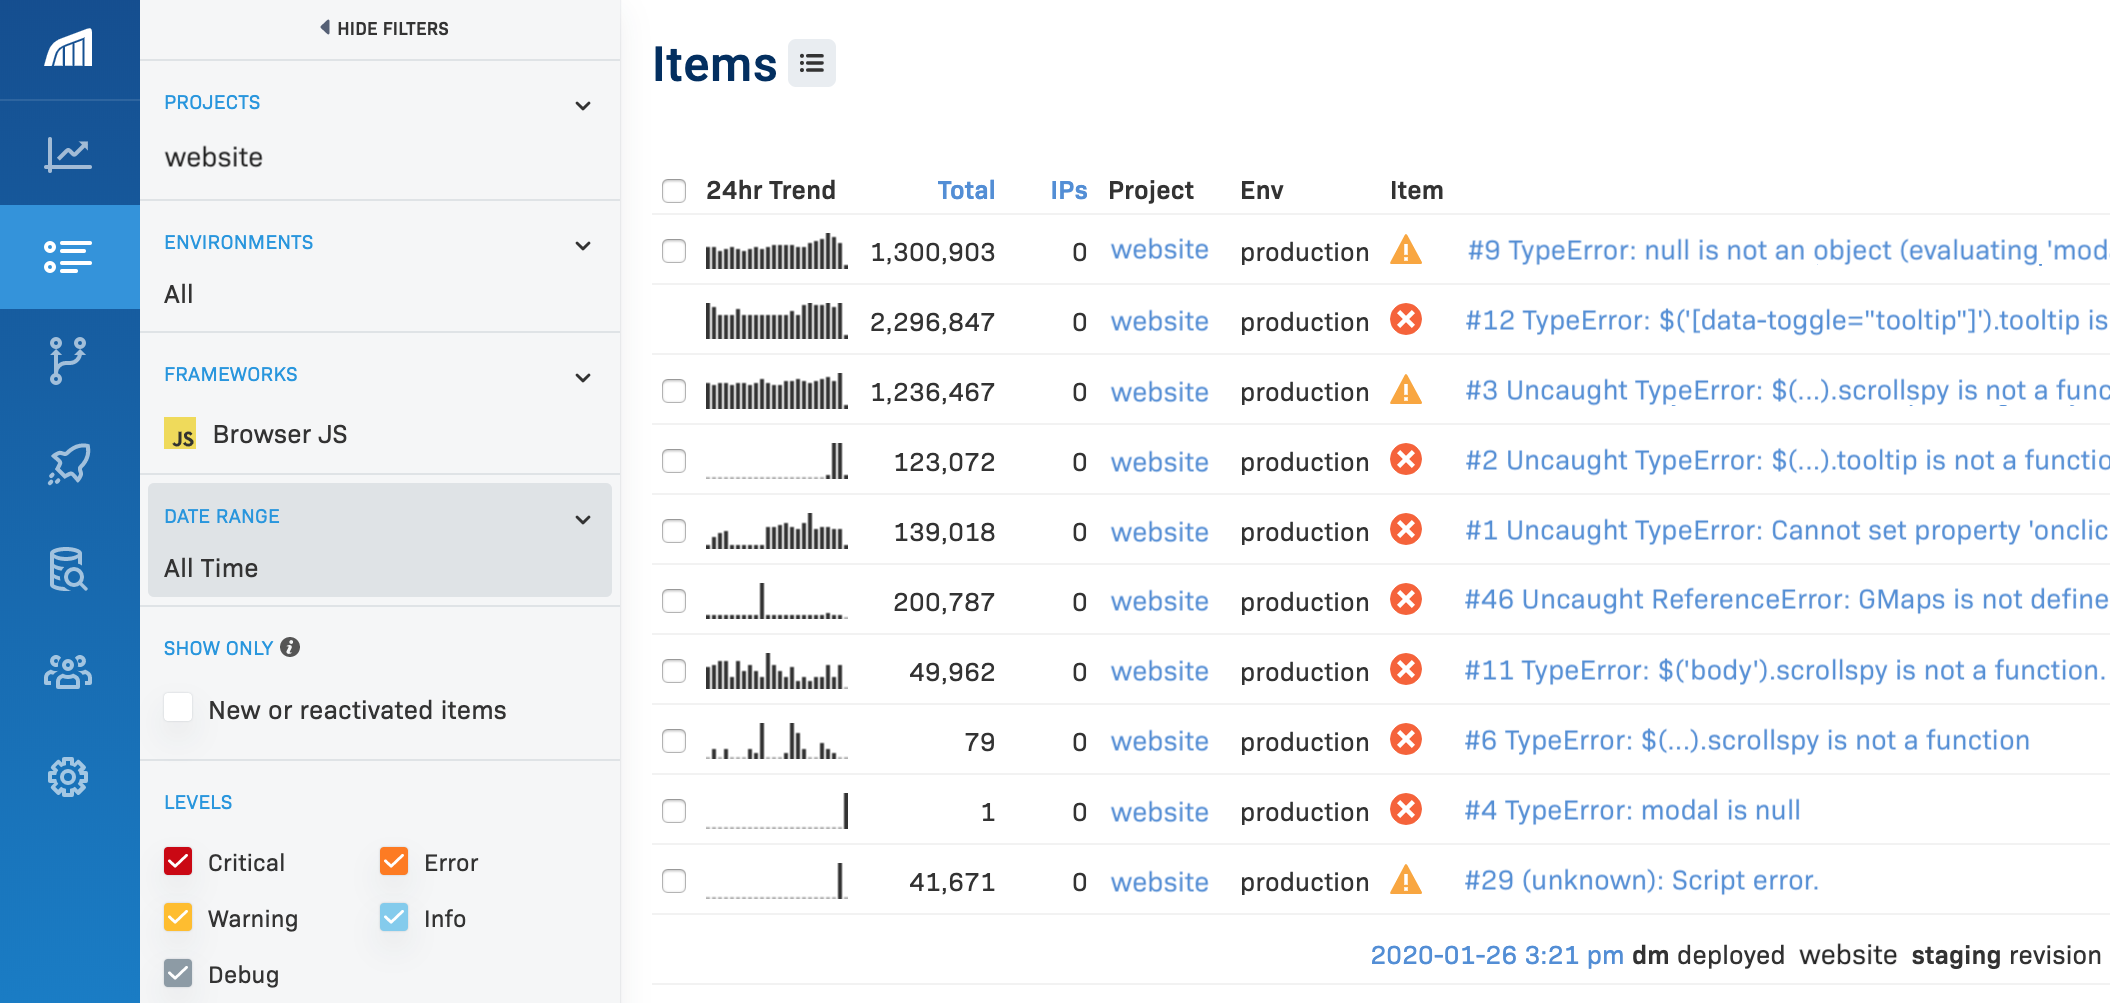 HIDE FILTERS
PROJECTS
website
ENVIRONMENTS
All
FRAMEWORKS
JS Browser JS
DATE RANGE
All Time
SHOW ONLY
New or reactivated items
LEVELS
Critical Error
Warning Info
Debug
Items
24hr Trend Total IPs Project Env Item
1,300,903 0 website production #9 TypeError: null is not an object (evaluating 'mod
2,296,847 0 website production #12 TypeError: $('[data-toggle="tooltip"]').tooltip is
1,236,467 0 website production #3 Uncaught TypeError: $(...).scrollspy is not a func
123,072 0 website production #2 Uncaught TypeError: $(...).tooltip is not a functio
139,018 0 website production #1 Uncaught TypeError: Cannot set property 'onclic
200,787 0 website production #46 Uncaught ReferenceError: GMaps is not define
49,962 0 website production #11 TypeError: $('body').scrollspy is not a function.
79 0 website production #6 TypeError: $(...).scrollspy is not a function
1 0 website production #4 TypeError: modal is null
41,671 0 website production #29 (unknown): Script error.
2020-01-26 3:21 pm dm deployed website staging revision